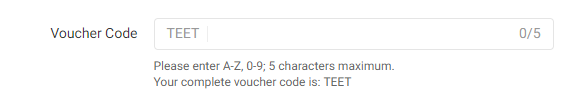 Voucher Code TEET 0/5
Please enter A-Z, 0-9; 5 characters maximum.
Your complete voucher code is: TEET